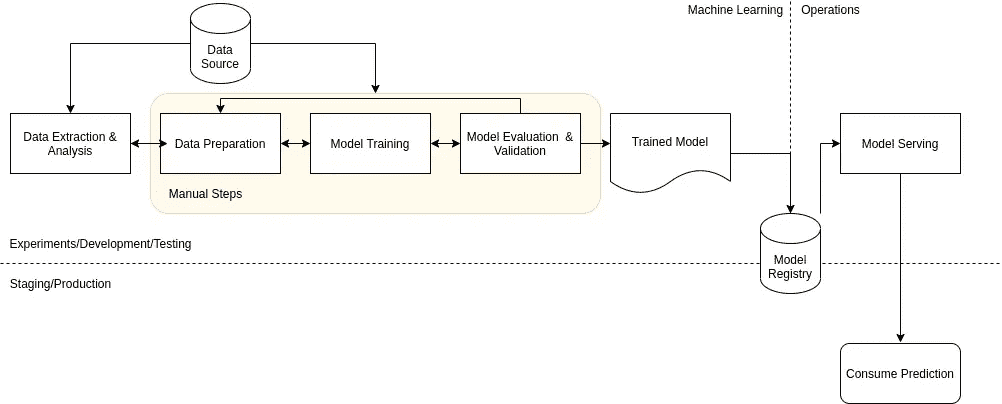 Machine Learning
Operations
Data
Source
Data Extraction &
Analysis
Data Preparation
Model Training
Model Evaluation &
Validation
Trained Model
Model Serving
Manual Steps
Experiments/Development/Testing
Model
Registry
Staging/Production
Consume Prediction